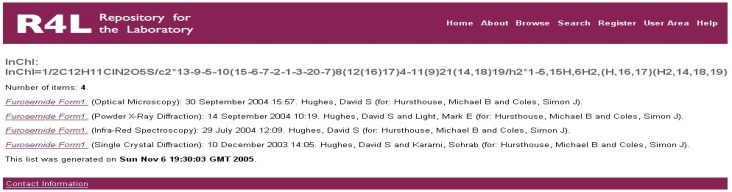 R4L Repository for the Laboratory
Home About Browse Search Register User Area Help
InChI:
InChI=1/2C12H11ClN2O5S/c2*13-9-5-10(15-6-7-2-1-3-20-7)8(12(16)17)4-11(9)21(14,18)19/h2*1-5,15H,6H2,(H,16,17)(H2,14,18,19)
Number of items: 4.
Furosemide Form1. (Optical Microscopy): 30 September 2004 15:57. Hughes, David S (for: Hursthouse, Michael B and Coles, Simon J).
Furosemide Form1. (Powder X-Ray Diffraction): 14 September 2004 10:19. Hughes, David S and Light, Mark E (for: Hursthouse, Michael B and Coles, Simon J).
Furosemide Form1. (Infra-Red Spectroscopy): 29 July 2004 12:09. Hughes, David S (for: Hursthouse, Michael B and Coles, Simon J).
Furosemide Form1. (Single Crystal Diffraction): 10 December 2003 14:05. Hughes, David S and Karami, Sohrab (for: Hursthouse, Michael B and Coles, Simon J).
This list was generated on Sun Nov 6 19:30:03 GMT 2005.
Contact Information